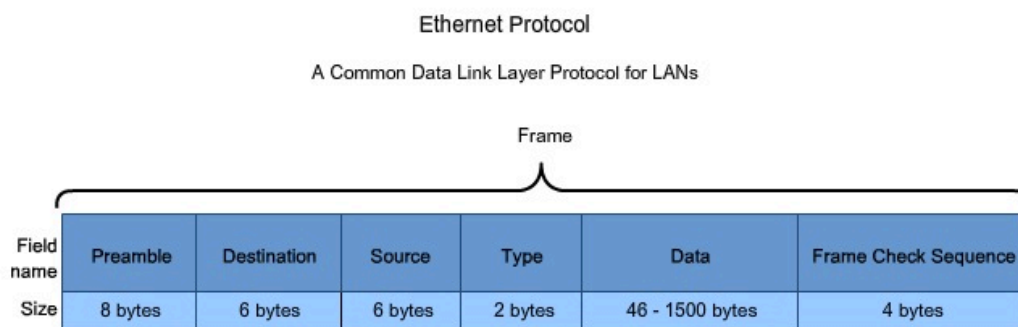 Ethernet Protocol
A Common Data Link Layer Protocol for LANs
Frame
Field name Preamble Destination Source Type Data Frame Check Sequence
Size 8 bytes 6 bytes 6 bytes 2 bytes 46 - 1500 bytes 4 bytes